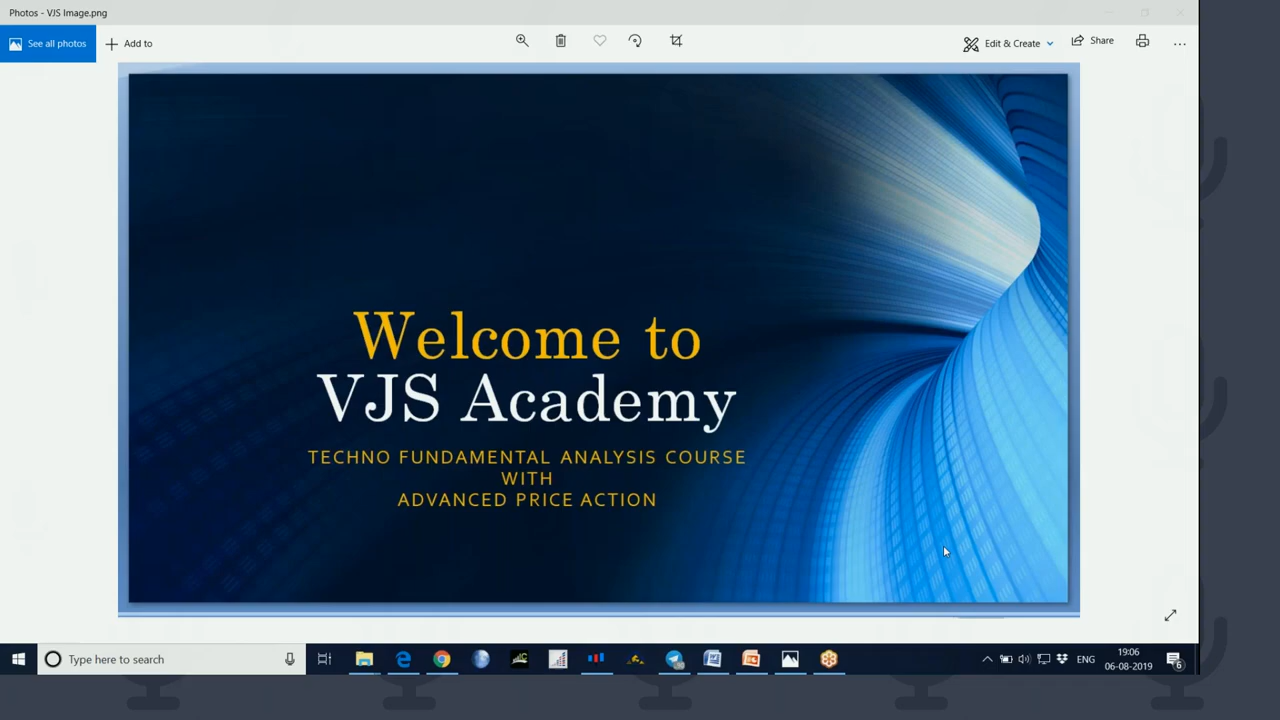 Photos - VJS Image.png
See all photos
Add to
Edit & Create
Share
Welcome to
VJS Academy
TECHNO FUNDAMENTAL ANALYSIS COURSE
WITH
ADVANCED PRICE ACTION
Type here to search
ENG
19:06
06-08-2019
6